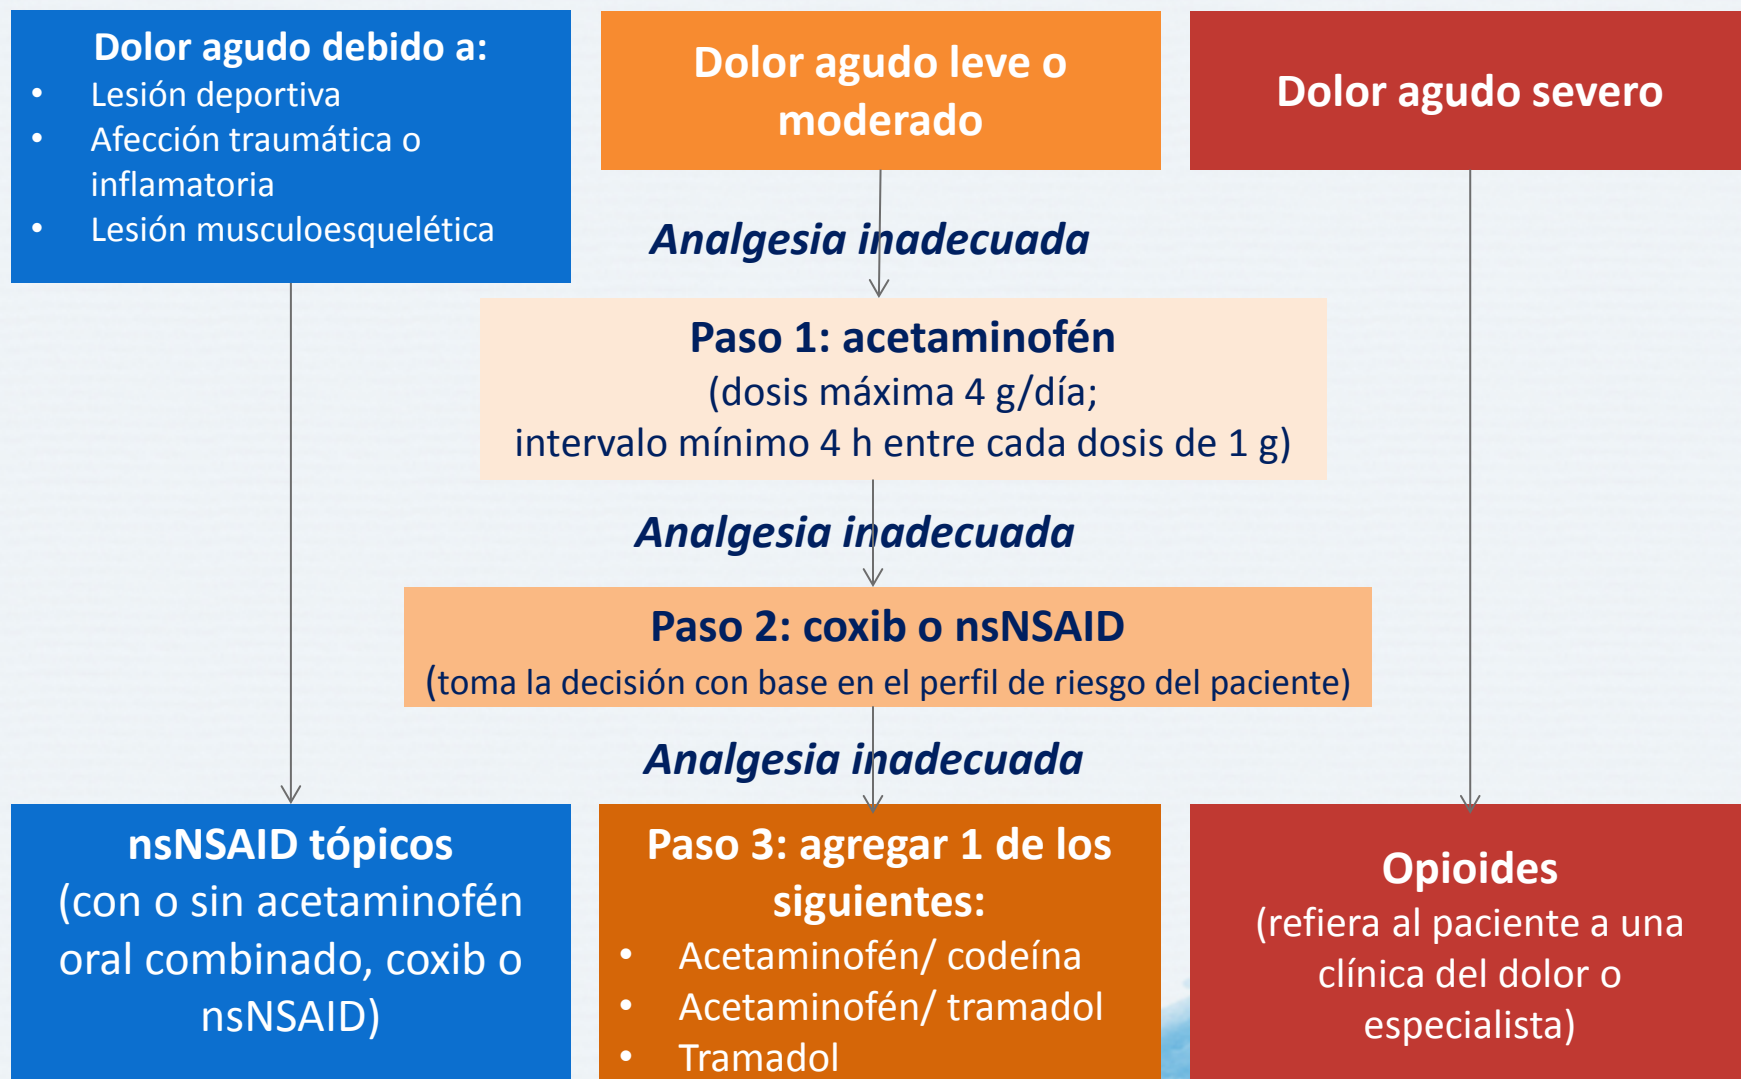 Dolor agudo debido a:
• Lesión deportiva
• Afección traumática o
inflamatoria
• Lesión musculoesquelética
Dolor agudo leve o
moderado
Dolor agudo severo
Analgesia inadecuada
Paso 1: acetaminofén
(dosis máxima 4 g/día;
intervalo mínimo 4 h entre cada dosis de 1 g)
Analgesia inadecuada
Paso 2: coxib o nsNSAID
(toma la decisión con base en el perfil de riesgo del paciente)
Analgesia inadecuada
nsNSAID tópicos
(con o sin acetaminofén
oral combinado, coxib o
nsNSAID)
Paso 3: agregar 1 de los
siguientes:
• Acetaminofén/ codeína
• Acetaminofén/ tramadol
• Tramadol
Opioides
(refiera al paciente a una
clínica del dolor o
especialista)